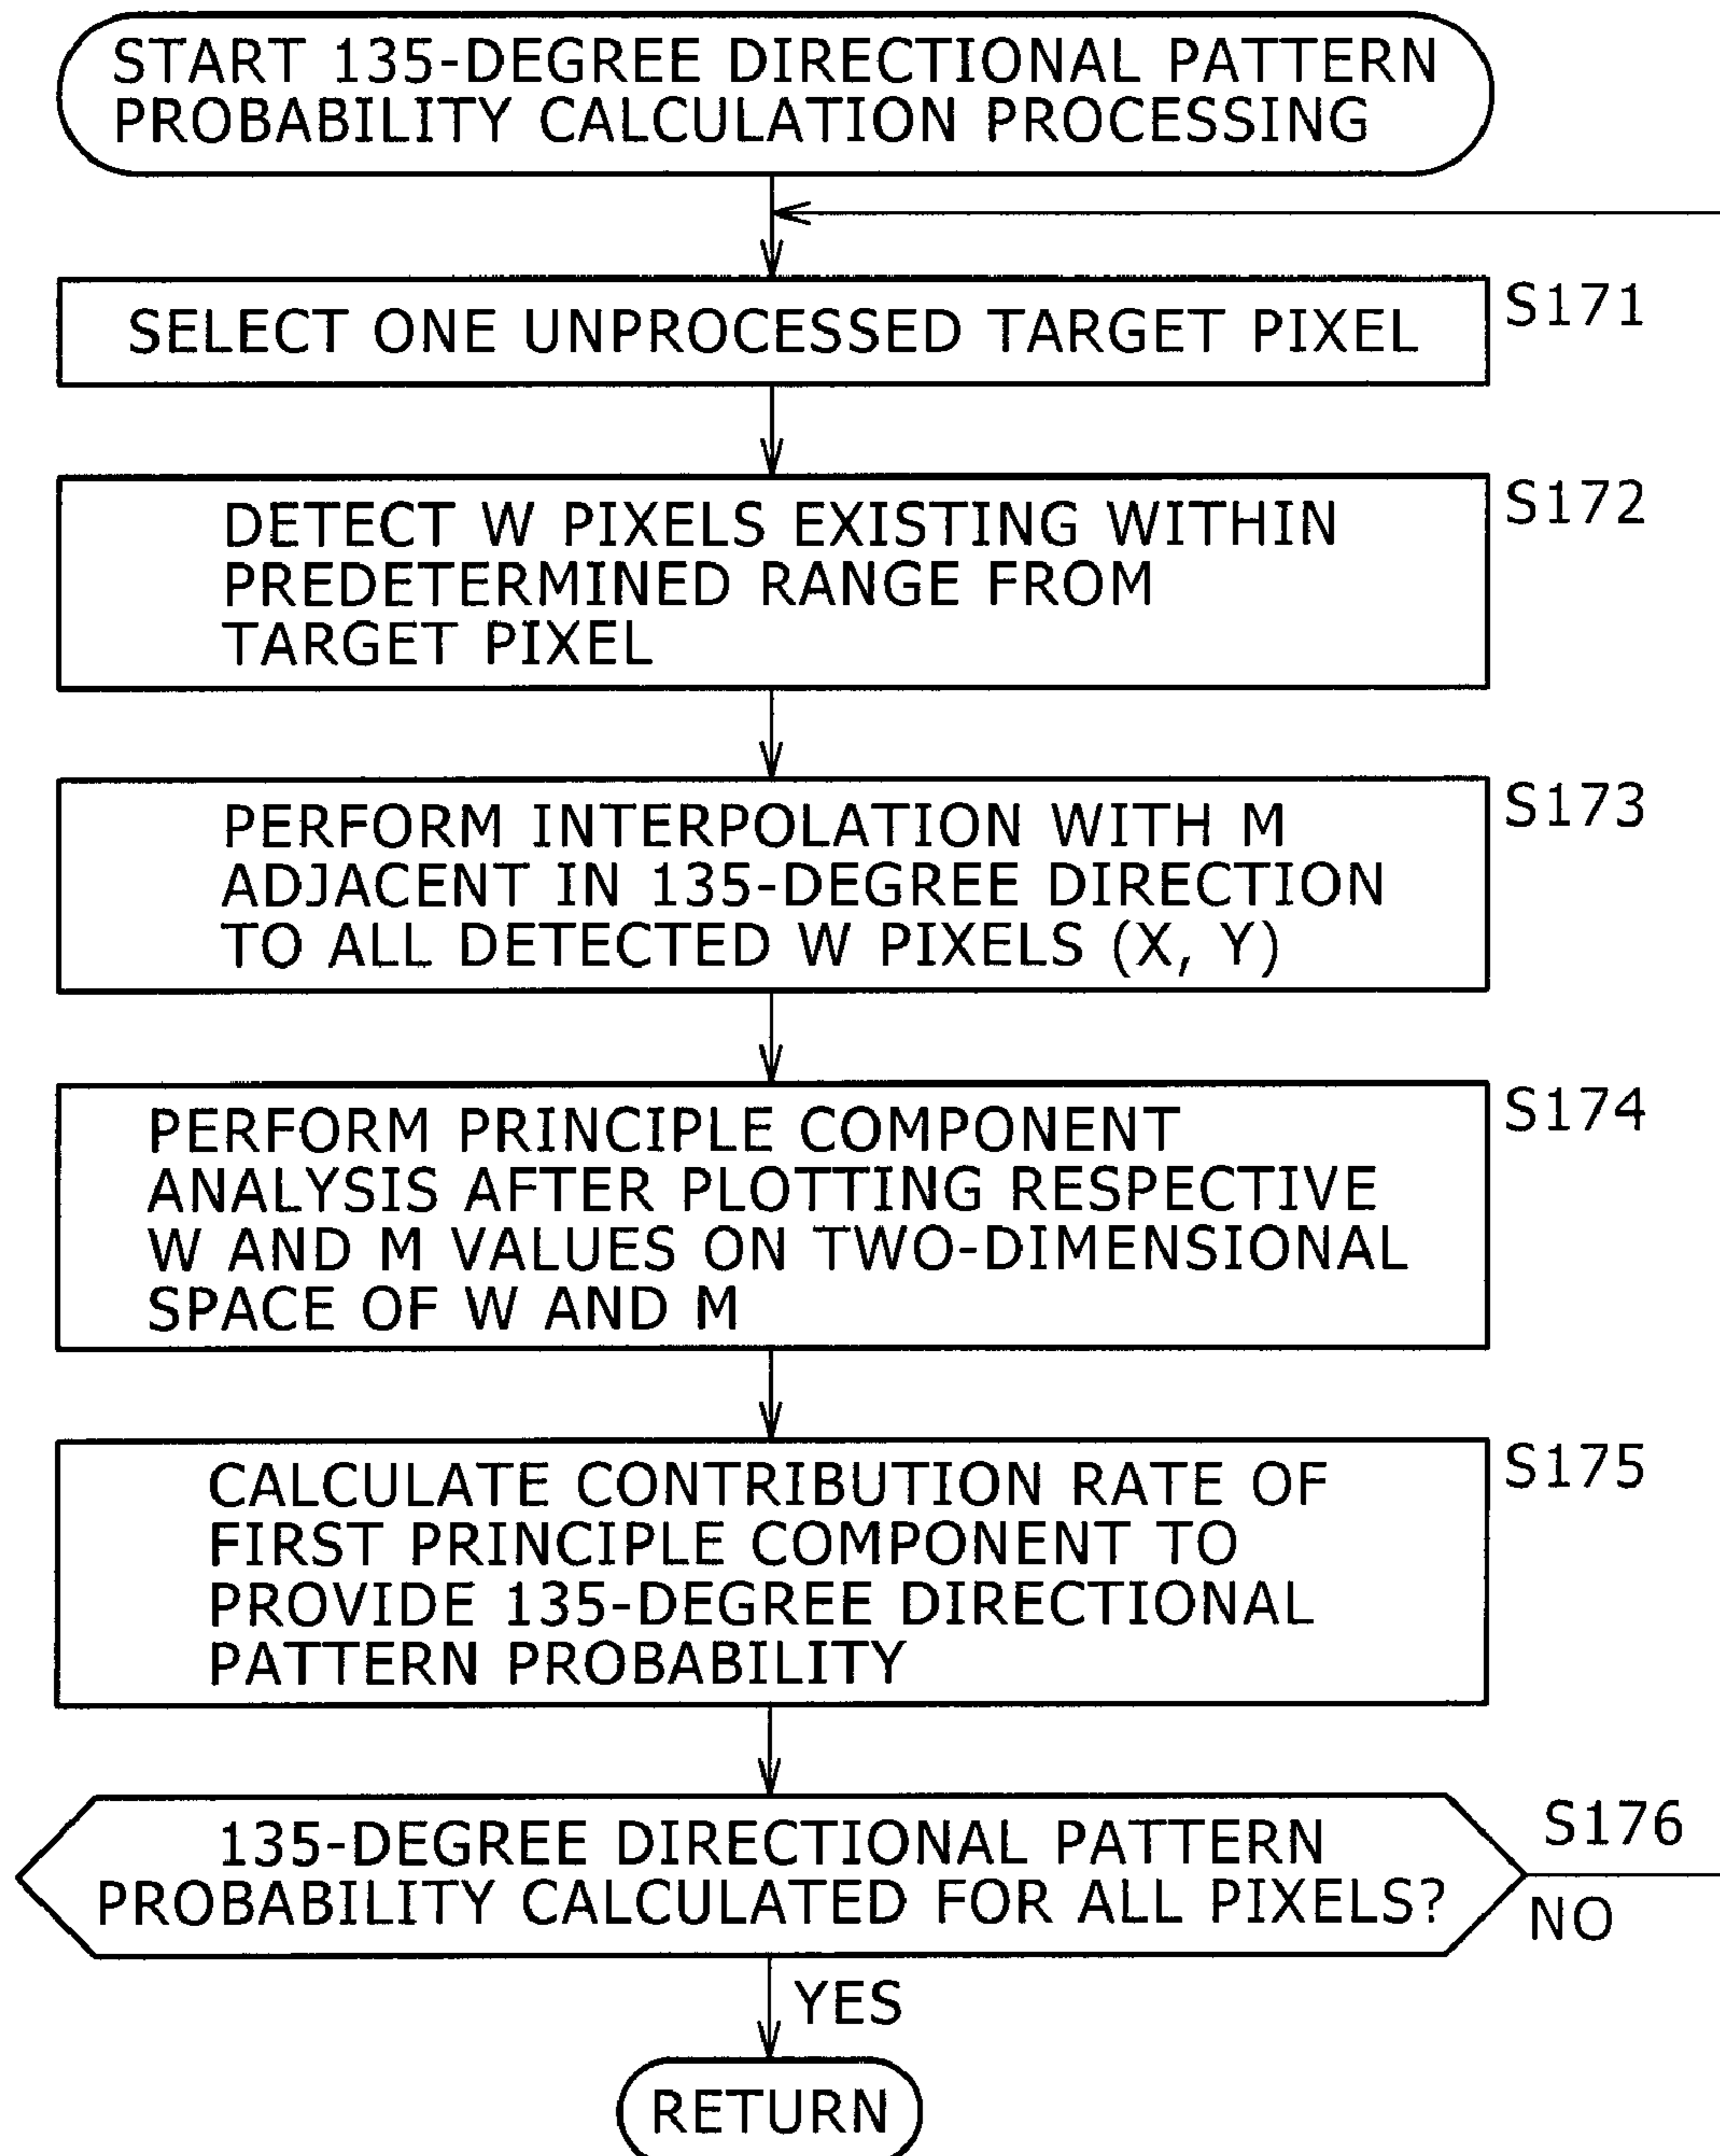 START 135-DEGREE DIRECTIONAL PATTERN
PROBABILITY CALCULATION PROCESSING
SELECT ONE UNPROCESSED TARGET PIXEL
S171
DETECT W PIXELS EXISTING WITHIN
PREDETERMINED RANGE FROM
TARGET PIXEL
S172
PERFORM INTERPOLATION WITH M
ADJACENT IN 135-DEGREE DIRECTION
TO ALL DETECTED W PIXELS (X, Y)
S173
PERFORM PRINCIPLE COMPONENT
ANALYSIS AFTER PLOTTING RESPECTIVE
W AND M VALUES ON TWO-DIMENSIONAL
SPACE OF W AND M
S174
CALCULATE CONTRIBUTION RATE OF
FIRST PRINCIPLE COMPONENT TO
PROVIDE 135-DEGREE DIRECTIONAL
PATTERN PROBABILITY
S175
135-DEGREE DIRECTIONAL PATTERN
PROBABILITY CALCULATED FOR ALL PIXELS?
S176
NO
YES
RETURN